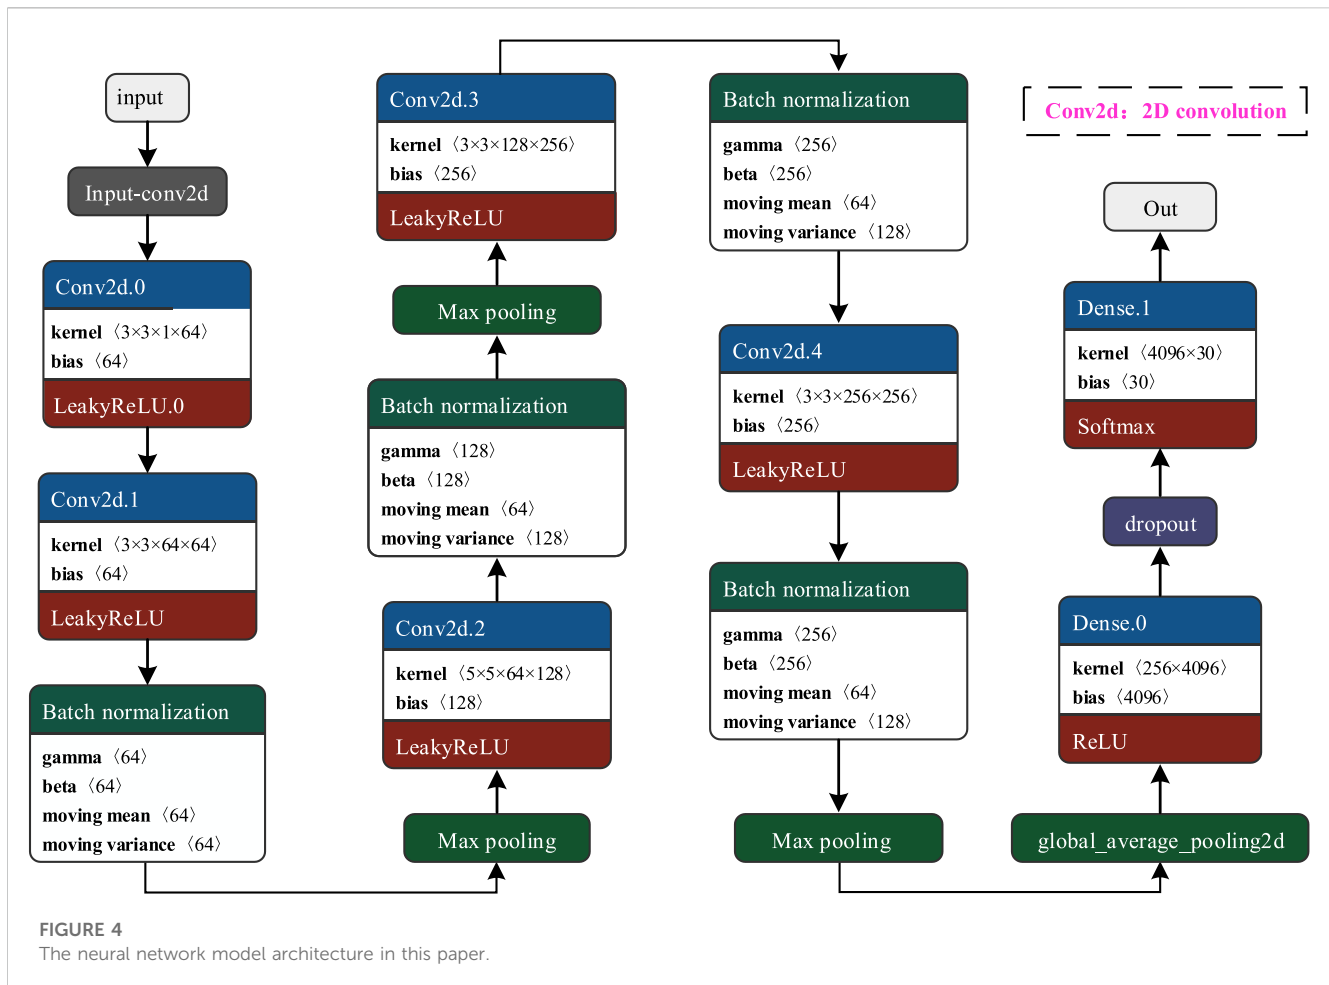 input
Input-conv2d
Conv2d.0
kernel〈3×3×1×64〉
bias〈64〉
LeakyReLU.0
Conv2d.1
kernel〈3×3×64×64〉
bias〈64〉
LeakyReLU
Batch normalization
gamma〈64〉
beta〈64〉
moving mean〈64〉
moving variance〈64〉
Max pooling
Conv2d.2
kernel〈5×5×64×128〉
bias〈128〉
LeakyReLU
Batch normalization
gamma〈128〉
beta〈128〉
moving mean〈64〉
moving variance〈128〉
Max pooling
Conv2d.3
kernel〈3×3×128×256〉
bias〈256〉
LeakyReLU
Batch normalization
gamma〈256〉
beta〈256〉
moving mean〈64〉
moving variance〈128〉
Conv2d.4
kernel〈3×3×256×256〉
bias〈256〉
LeakyReLU
Batch normalization
gamma〈256〉
beta〈256〉
moving mean〈64〉
moving variance〈128〉
Max pooling
global_average_pooling2d
Dense.0
kernel〈256×4096〉
bias〈4096〉
ReLU
dropout
Dense.1
kernel〈4096×30〉
bias〈30〉
Softmax
Out
Conv2d：2D convolution
FIGURE 4
The neural network model architecture in this paper.